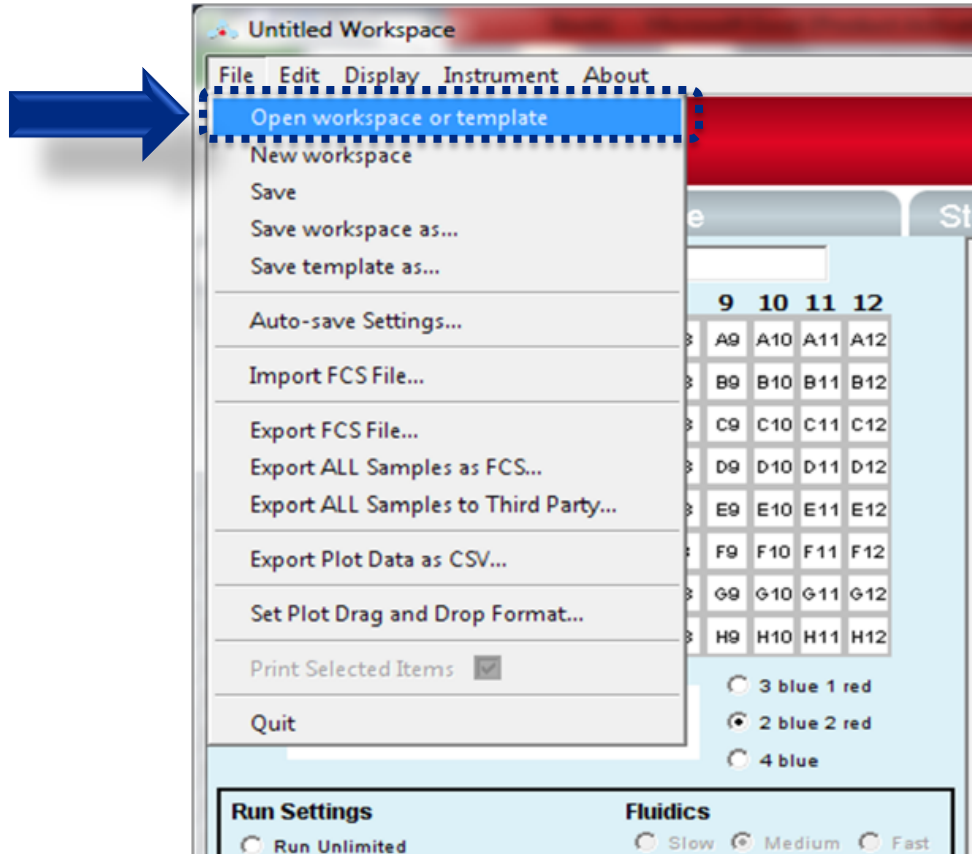 Untitled Workspace
File Edit Display Instrument About
Open workspace or template
New workspace
Save
Save workspace as...
Save template as...
Auto-save Settings...
Import FCS File...
Export FCS File...
Export ALL Samples as FCS...
Export ALL Samples to Third Party...
Export Plot Data as CSV...
Set Plot Drag and Drop Format...
Print Selected Items
Quit
9 10 11 12
A9 A10 A11 A12
B9 B10 B11 B12
C9 C10 C11 C12
D9 D10 D11 D12
E9 E10 E11 E12
F9 F10 F11 F12
G9 G10 G11 G12
H9 H10 H11 H12
3 blue 1 red
2 blue 2 red
4 blue
Run Settings
Run Unlimited
Fluidics
Slow Medium Fast